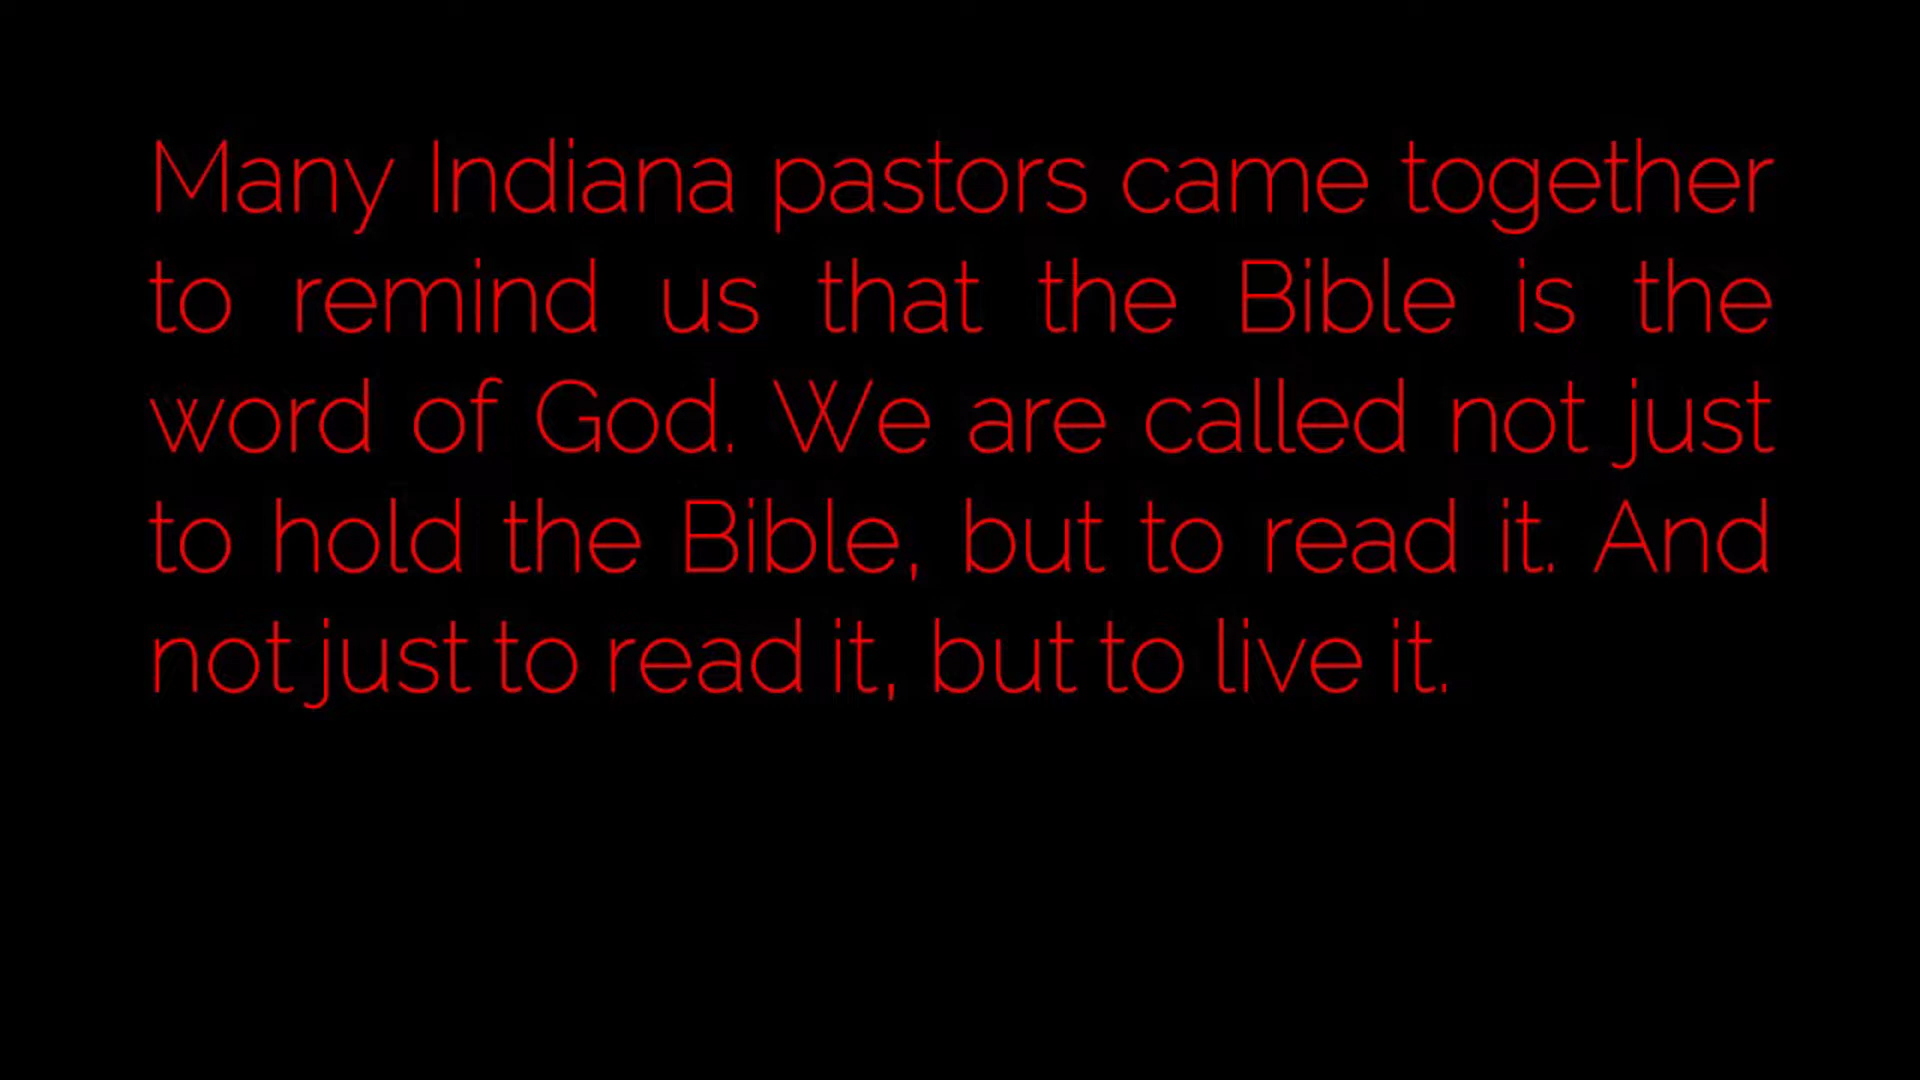 Many Indiana pastors came together
to remind us that the Bible is the
word of God. We are called not just
to hold the Bible, but to read it. And
not just to read it, but to live it.